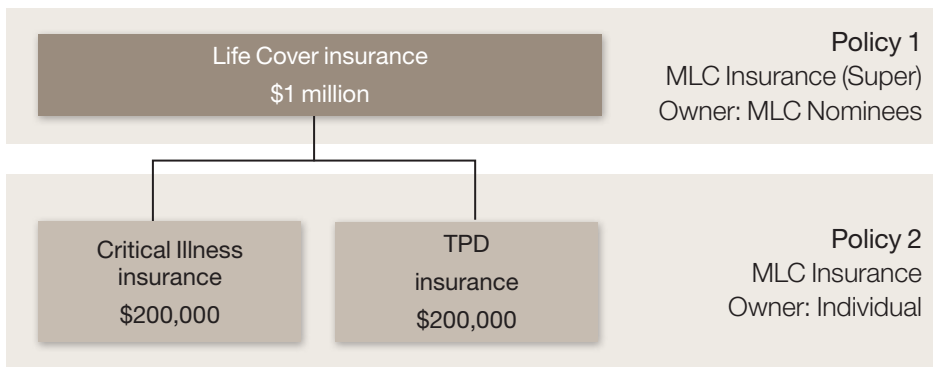 Life Cover insurance
$1 million
Policy 1
MLC Insurance (Super)
Owner: MLC Nominees
Critical Illness
insurance
$200,000
TPD
insurance
$200,000
Policy 2
MLC Insurance
Owner: Individual